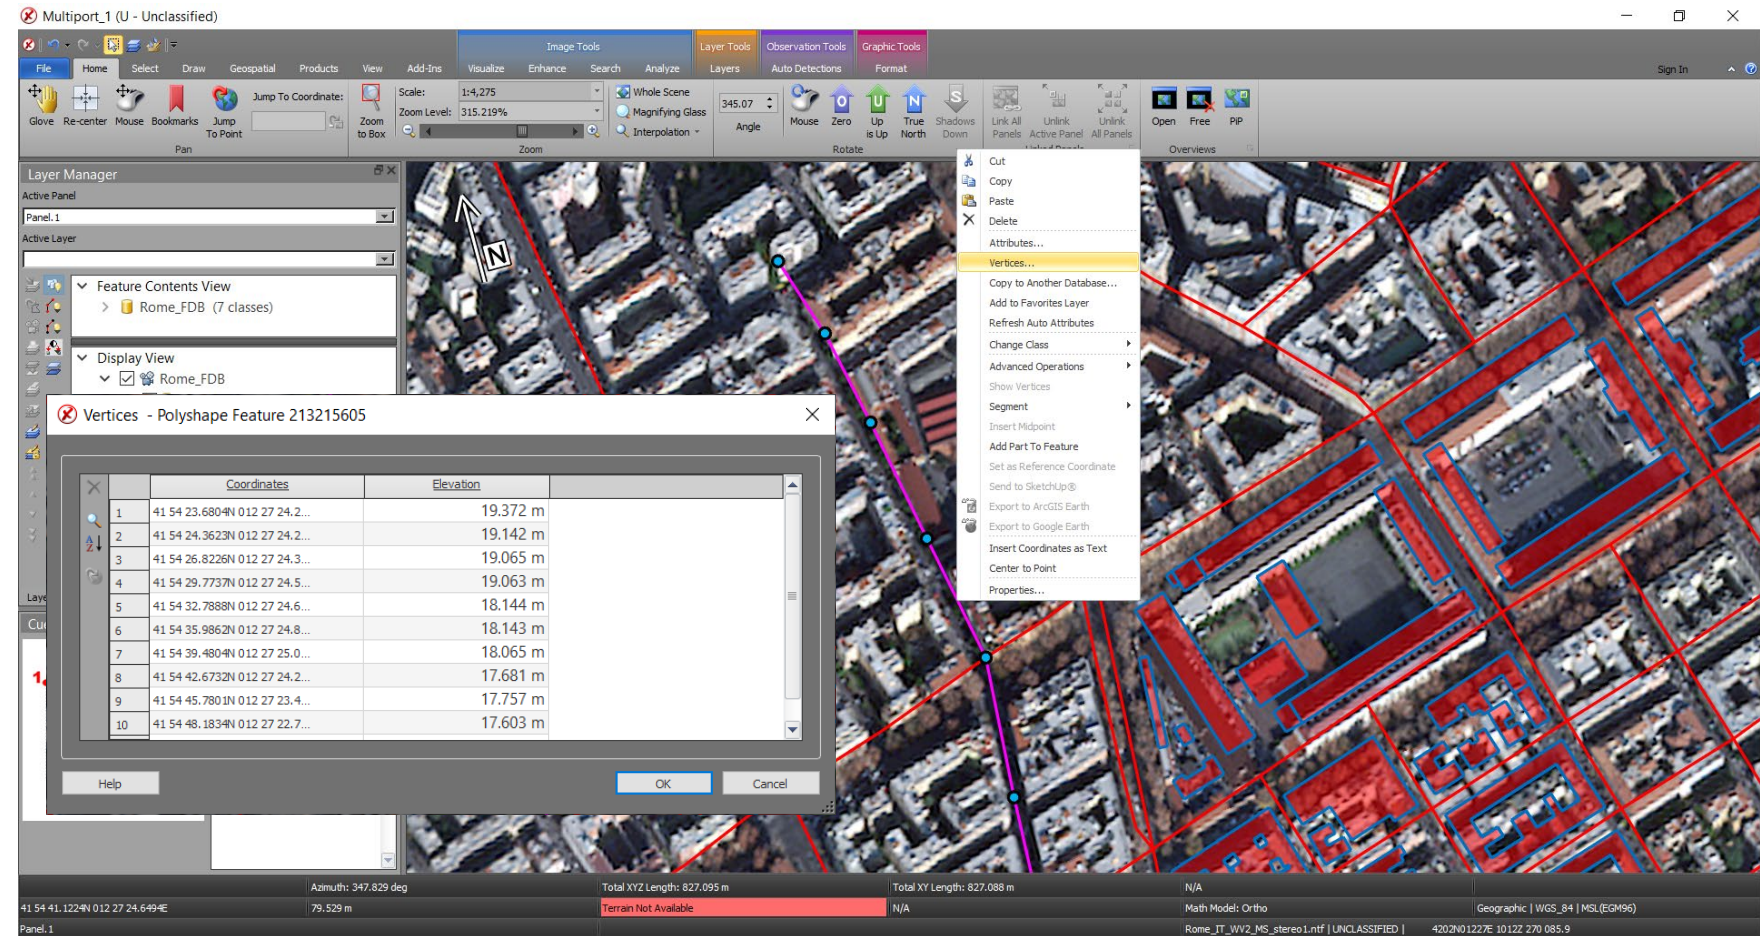 Multiport_1 (U - Unclassified)
Image Tools
Layer Tools
Observation Tools
Graphic Tools
File
Home
Select
Draw
Geospatial
Products
View
Add-Ins
Visualize
Enhance
Search
Analyze
Layers
Auto Detections
Format
Sign In
Glove
Re-center
Mouse
Bookmarks
Jump To Point
Jump To Coordinate:
Pan
Zoom to Box
Scale:
1:4,275
Zoom Level:
315.219%
Zoom
Whole Scene
Magnifying Glass
Interpolation
345.07
Angle
Mouse
Zero
Up is Up
True North
Shadows Down
Rotate
Link All Panels
Unlink Active Panel
Unlink All Panels
Linked Panels
Open
Free
PiP
Overviews
Layer Manager
Active Panel
Panel.1
Active Layer
Feature Contents View
Rome_FDB (7 classes)
Display View
Rome_FDB
N
Cut
Copy
Paste
Delete
Attributes...
Vertices...
Copy to Another Database...
Add to Favorites Layer
Refresh Auto Attributes
Change Class
Advanced Operations
Show Vertices
Segment
Insert Midpoint
Add Part To Feature
Set as Reference Coordinate
Send to SketchUp®
Export to ArcGIS Earth
Export to Google Earth
Insert Coordinates as Text
Center to Point
Properties...
Vertices - Polyshape Feature 213215605
Coordinates Elevation
1 41 54 23.6804N 012 27 24.2... 19.372 m
2 41 54 24.3623N 012 27 24.2... 19.142 m
3 41 54 26.8226N 012 27 24.3... 19.065 m
4 41 54 29.7737N 012 27 24.5... 19.063 m
5 41 54 32.7888N 012 27 24.6... 18.144 m
6 41 54 35.9862N 012 27 24.8... 18.143 m
7 41 54 39.4804N 012 27 25.0... 18.065 m
8 41 54 42.6732N 012 27 24.2... 17.681 m
9 41 54 45.7801N 012 27 23.4... 17.757 m
10 41 54 48.1834N 012 27 22.7... 17.603 m
Help
OK
Cancel
Laye
Cu
1.
Azimuth: 347.829 deg
Total XYZ Length: 827.095 m
Total XY Length: 827.088 m
N/A
41 54 41.1224N 012 27 24.6494E
79.529 m
Terrain Not Available
N/A
Math Model: Ortho
Geographic | WGS_84 | MSL(EGM96)
Panel.1
Rome_IT_WV2_MS_stereo1.ntf | UNCLASSIFIED |
4202N01227E 1012Z 270 085.9